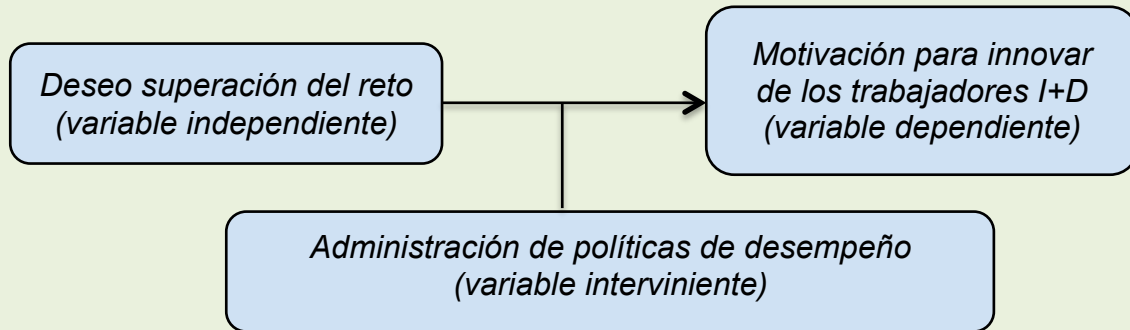 Deseo superación del reto
(variable independiente)
Motivación para innovar
de los trabajadores I+D
(variable dependiente)
Administración de políticas de desempeño
(variable interviniente)